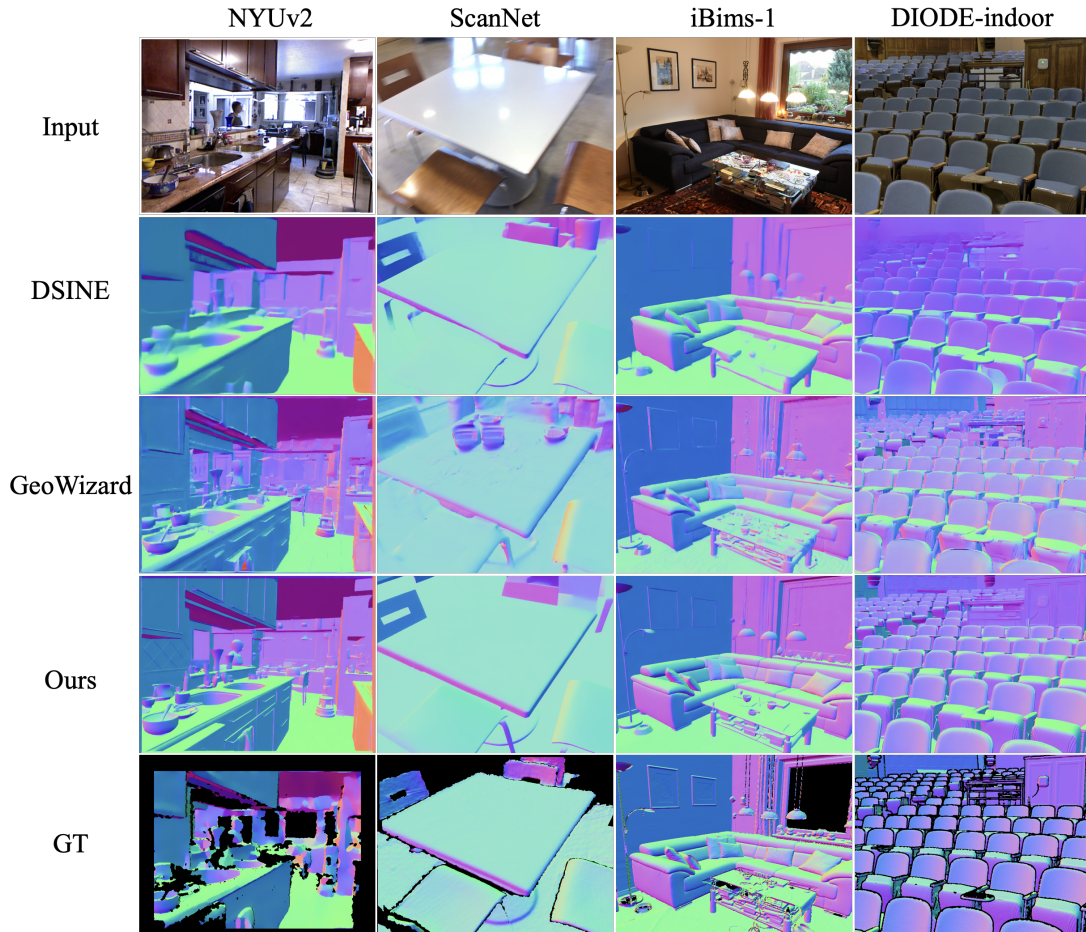 NYUv2
ScanNet
iBims-1
DIODE-indoor
Input
DSINE
GeoWizard
Ours
GT